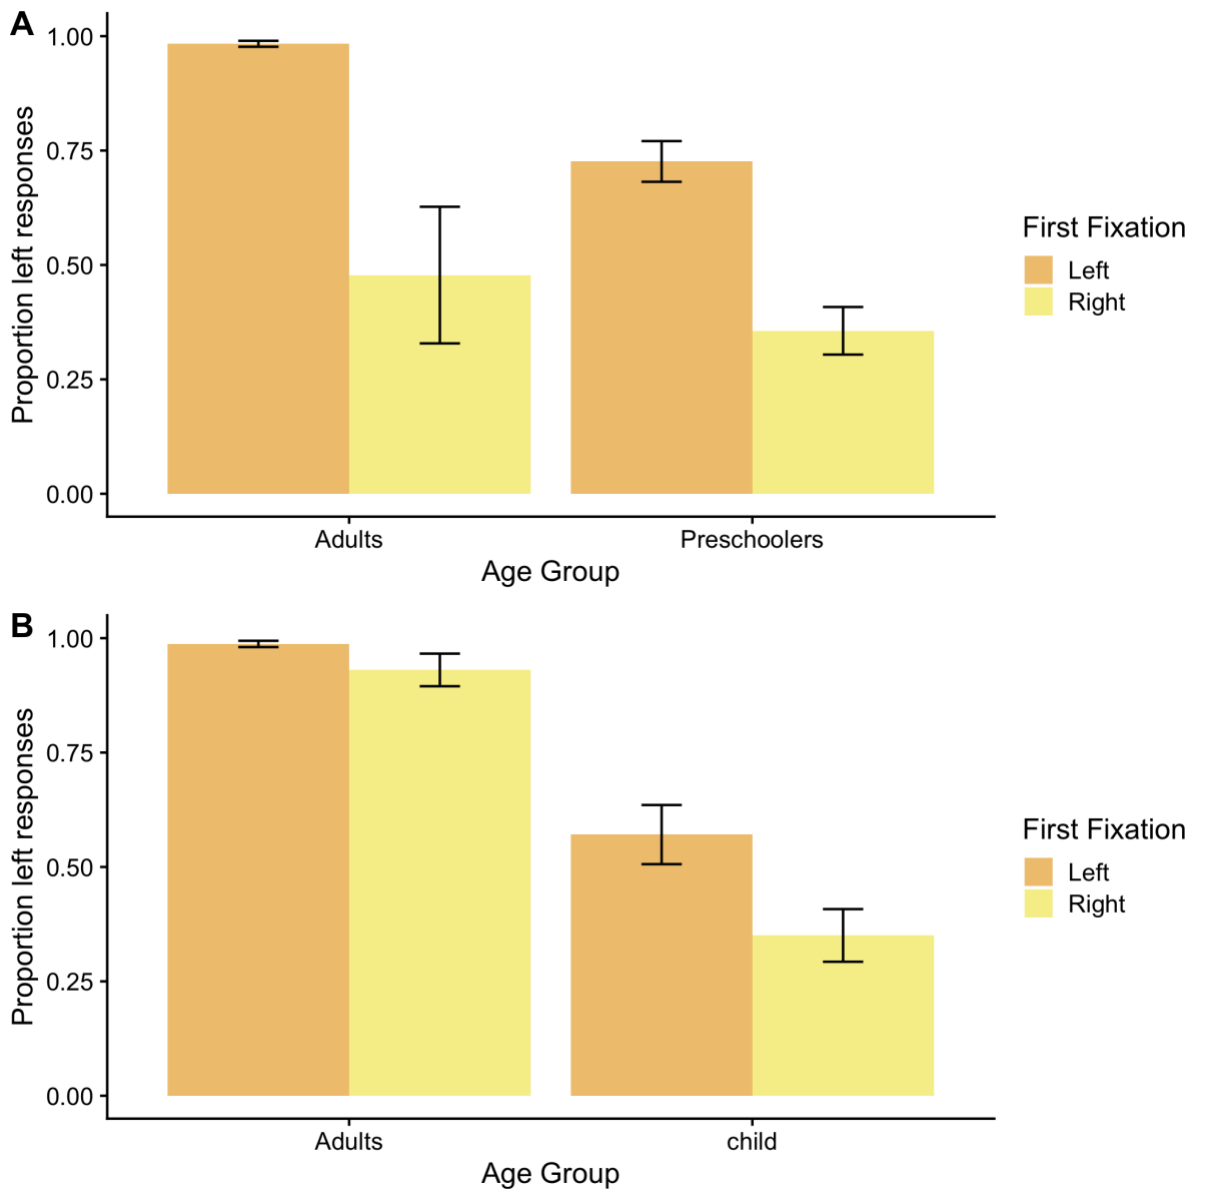 A
1.00
0.75
0.50
0.25
0.00
Proportion left responses
Adults
Preschoolers
Age Group
First Fixation
Left
Right
B
1.00
0.75
0.50
0.25
0.00
Proportion left responses
Adults
child
Age Group
First Fixation
Left
Right